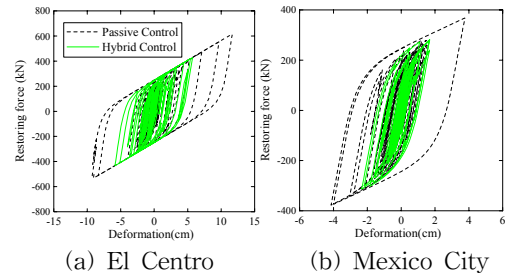 800
600
400
200
0
-200
-400
-600
800
Restoring force (kN)
Passive Control
Hybrid Control
-15 -10 -5 0 5 10 15
Deformation(cm)
(a) El Centro
400
200
0
-200
-400
Restoring force (kN)
-6 -4 -2 0 2 4 6
Deformation(cm)
(b) Mexico City